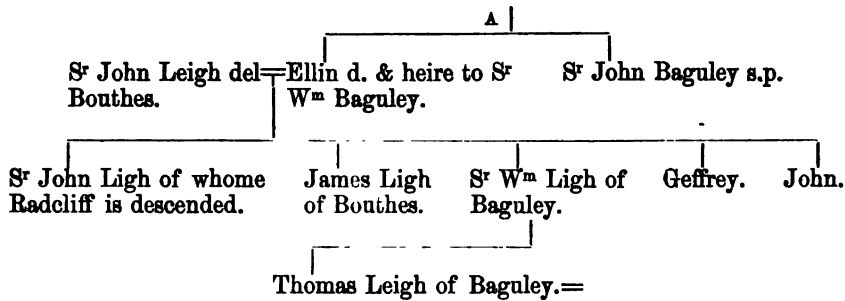 A
Sʳ John Leigh del=Ellin d. & heire to Sʳ Sʳ John Baguley s.p.
Bouthes. Wᵐ Baguley.
Sʳ John Ligh of whome James Ligh Sʳ Wᵐ Ligh of Geffrey. John.
Radcliff is descended. of Bouthes. Baguley.
Thomas Leigh of Baguley.=